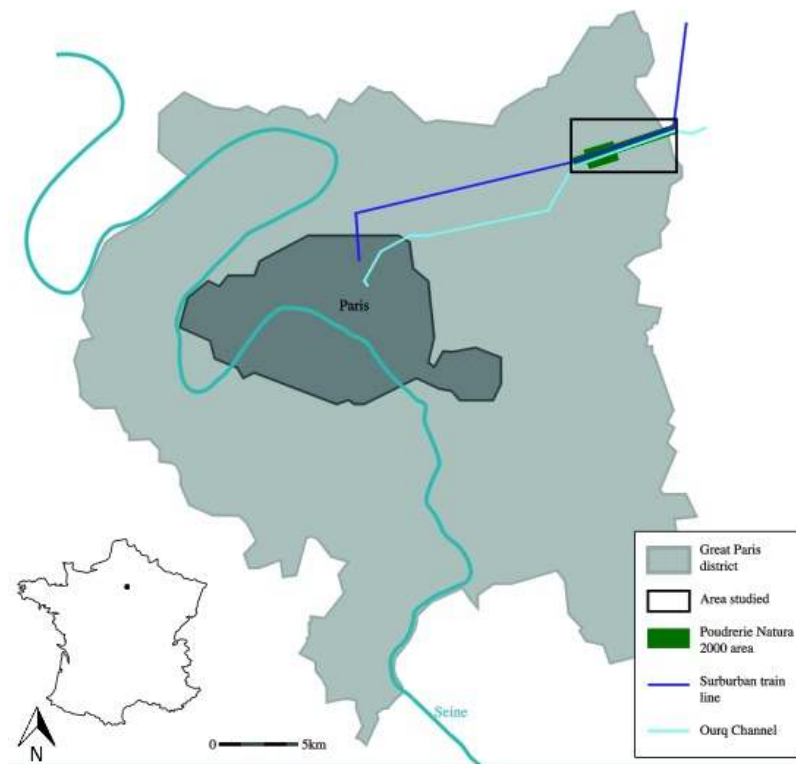 Paris
Great Paris
district
Area studied
Poudrerie Natura
2000 area
Surburban train
line
Ourq Channel
Seine
0
5km
N